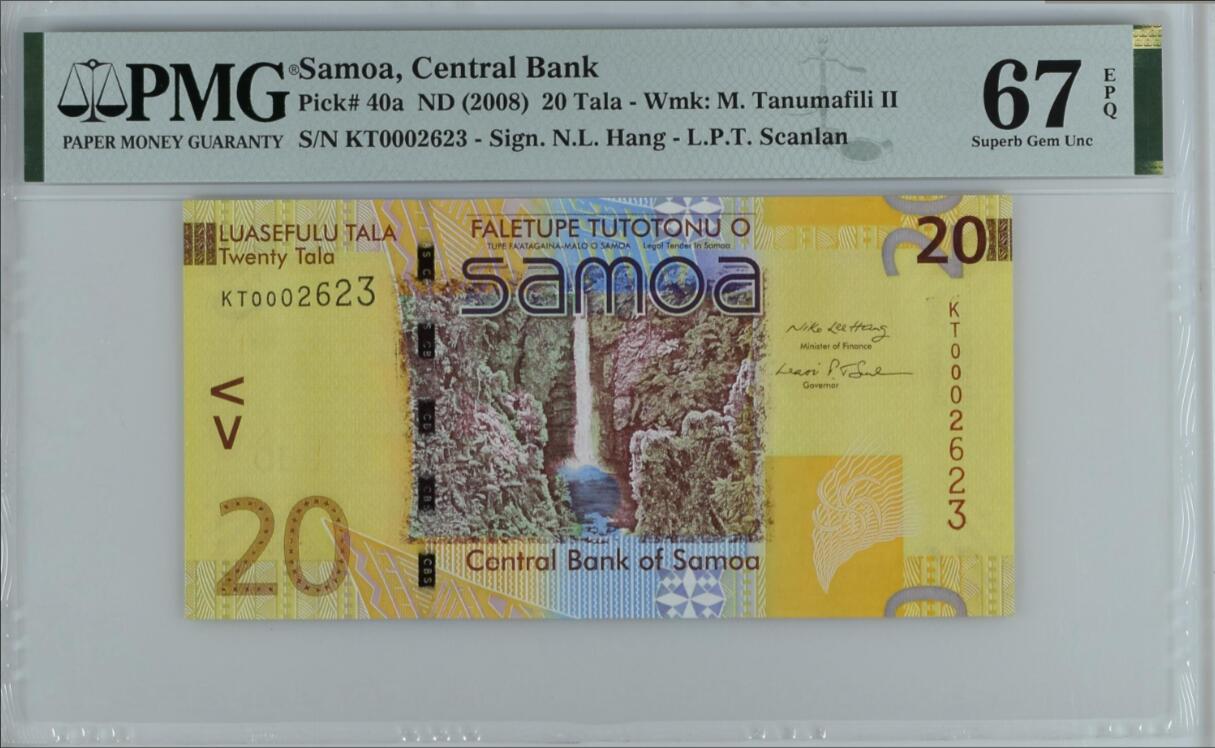 PMG®
PAPER MONEY GUARANTY
Samoa, Central Bank
Pick# 40a ND (2008) 20 Tala - Wmk: M. Tanumafili II
S/N KT0002623 - Sign. N.L. Hang - L.P.T. Scanlan
67
EPQ
Superb Gem Unc
LUASEFULU TALA
Twenty Tala
KT0002623
FALETUPE TUTOTONU O
TUPE FA'ATAGAINA-MALO O SAMOA Legal Tender in Samoa
samoa
20
Minister of Finance
Governor
KT0002623
20
CBS
Central Bank of Samoa